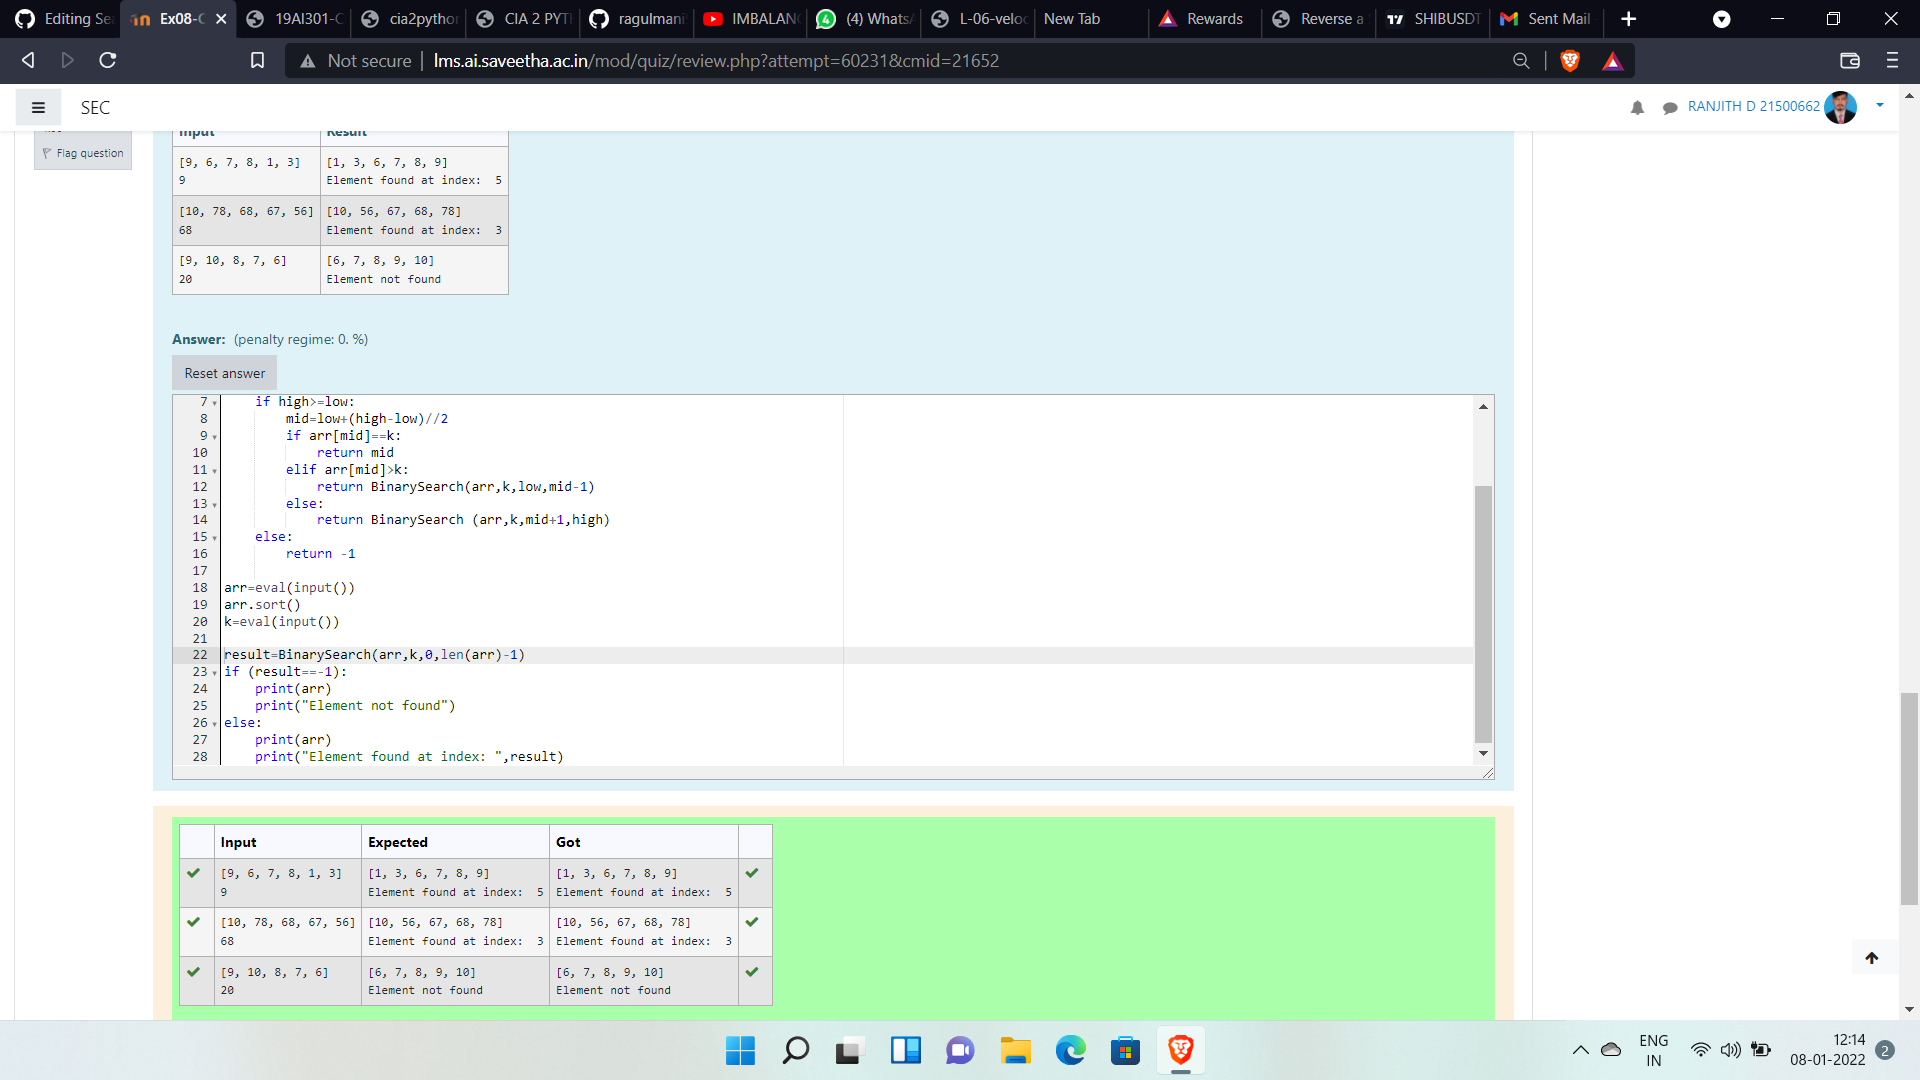 Editing Se
Ex08-C
19AI301-C
cia2pytho
CIA 2 PYT
ragulmani
IMBALAN
(4) Whats
L-06-velo
New Tab
Rewards
Reverse a
SHIBUSDT
Sent Mail
Not secure | lms.ai.saveetha.ac.in/mod/quiz/review.php?attempt=60231&cmid=21652
SEC
RANJITH D 21500662
Flag question
Input Result
[9, 6, 7, 8, 1, 3] [1, 3, 6, 7, 8, 9]
9 Element found at index:  5
[10, 78, 68, 67, 56] [10, 56, 67, 68, 78]
68 Element found at index:  3
[9, 10, 8, 7, 6] [6, 7, 8, 9, 10]
20 Element not found
Answer: (penalty regime: 0. %)
Reset answer
7 if high>=low:
8 mid=low+(high-low)//2
9 if arr[mid]==k:
10 return mid
11 elif arr[mid]>k:
12 return BinarySearch(arr,k,low,mid-1)
13 else:
14 return BinarySearch (arr,k,mid+1,high)
15 else:
16 return -1
17
18 arr=eval(input())
19 arr.sort()
20 k=eval(input())
21
22 result=BinarySearch(arr,k,0,len(arr)-1)
23 if (result==-1):
24 print(arr)
25 print("Element not found")
26 else:
27 print(arr)
28 print("Element found at index: ",result)
Input Expected Got
[9, 6, 7, 8, 1, 3] [1, 3, 6, 7, 8, 9] [1, 3, 6, 7, 8, 9]
9 Element found at index:  5 Element found at index:  5
[10, 78, 68, 67, 56] [10, 56, 67, 68, 78] [10, 56, 67, 68, 78]
68 Element found at index:  3 Element found at index:  3
[9, 10, 8, 7, 6] [6, 7, 8, 9, 10] [6, 7, 8, 9, 10]
20 Element not found Element not found
ENG
IN
12:14
08-01-2022
2